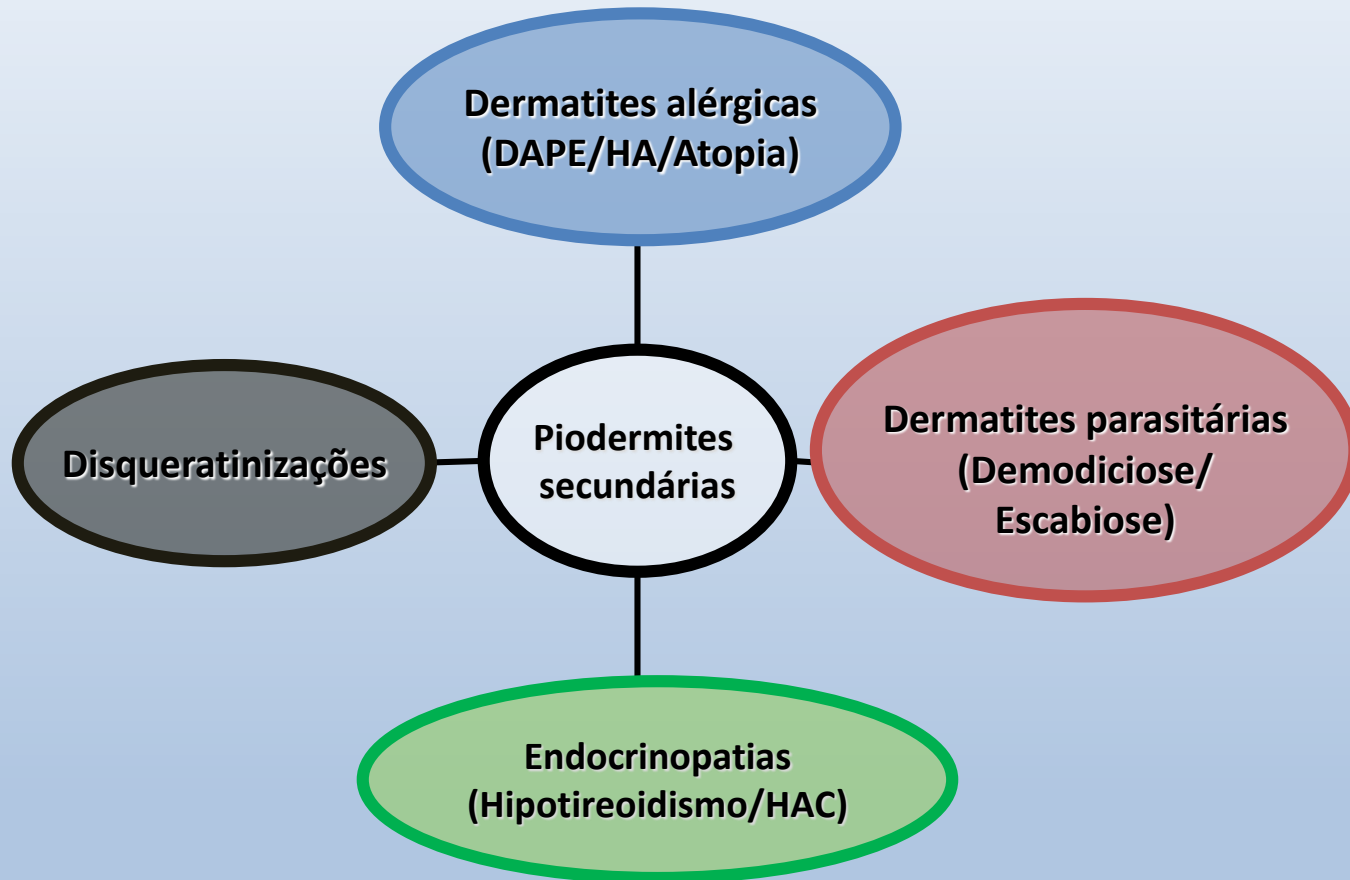 Dermatites alérgicas
(DAPE/HA/Atopia)
Disqueratinizações
Piodermites
secundárias
Dermatites parasitárias
(Demodiciose/
Escabiose)
Endocrinopatias
(Hipotireoidismo/HAC)